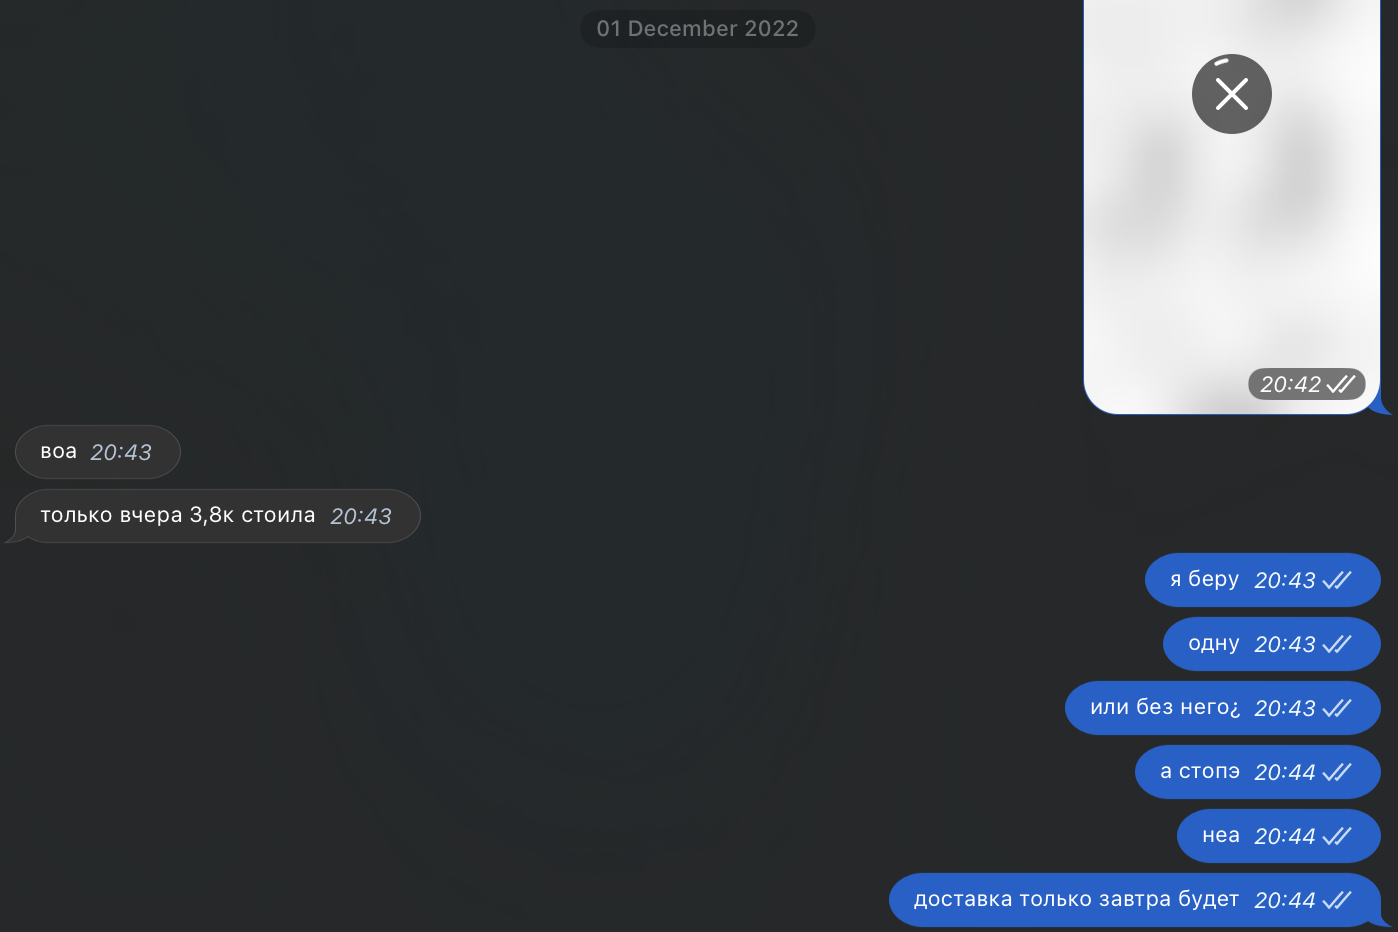 01 December 2022
20:42
воа 20:43
только вчера 3,8к стоила 20:43
я беру 20:43
одну 20:43
или без него¿ 20:43
а стопэ 20:44
неа 20:44
доставка только завтра будет 20:44